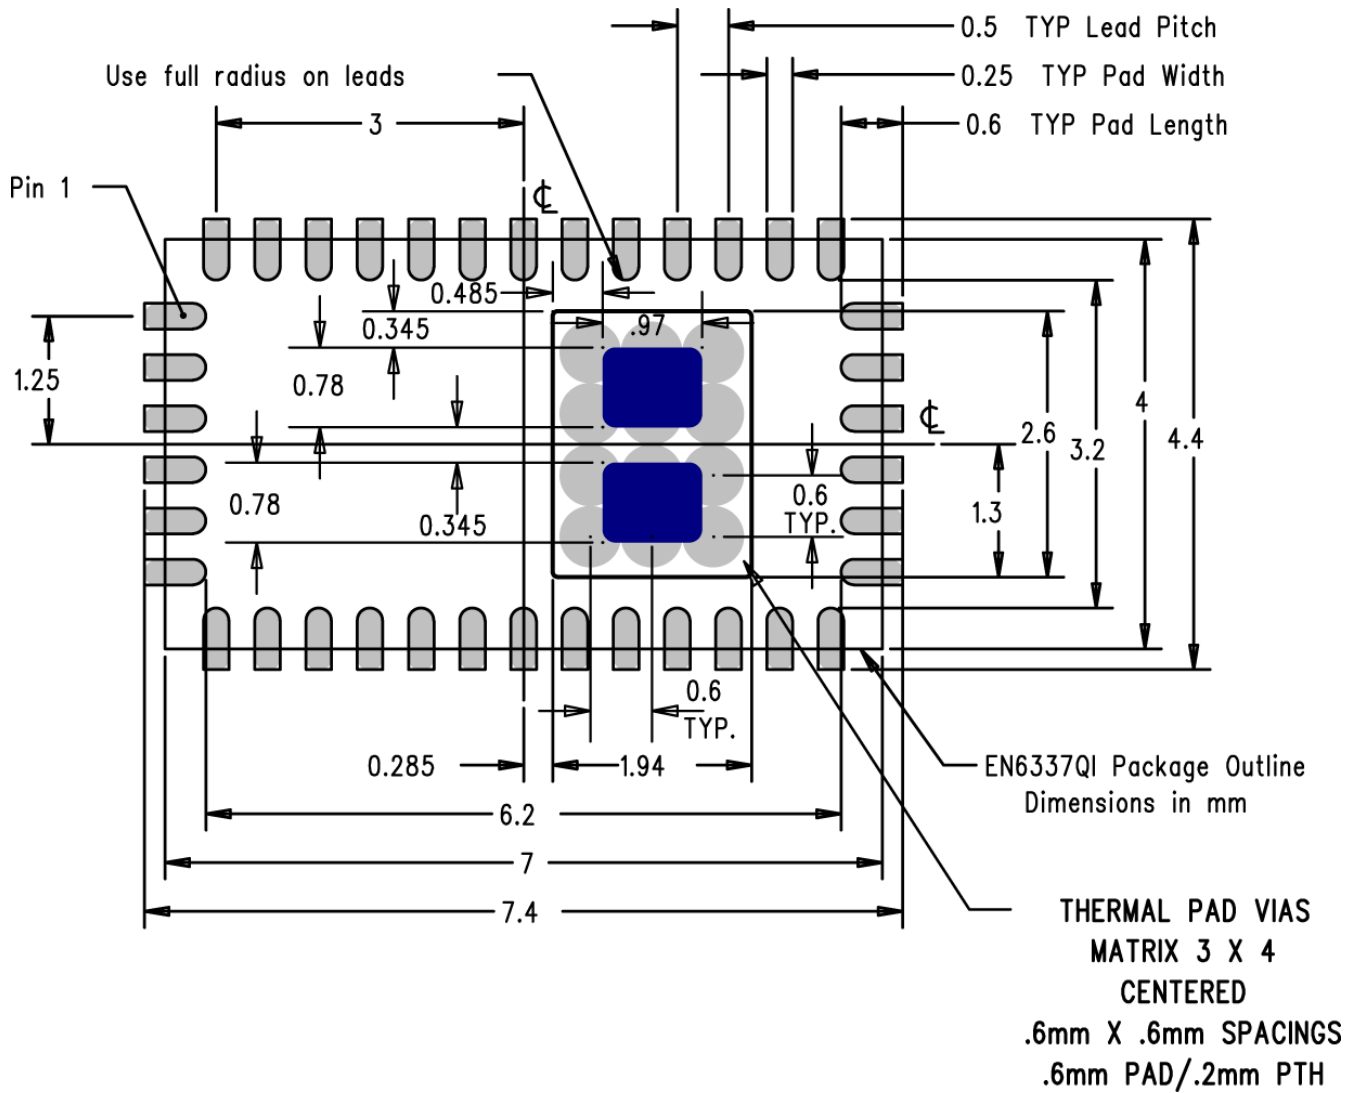 0.5 TYP Lead Pitch
Use full radius on leads
0.25 TYP Pad Width
3
0.6 TYP Pad Length
Pin 1
℄
0.485
0.345
.97
1.25
0.78
4
℄
2.6
3.2
4.4
0.78
0.345
0.6
TYP.
1.3
0.6
TYP.
0.285
1.94
EN6337QI Package Outline
Dimensions in mm
6.2
7
7.4
THERMAL PAD VIAS
MATRIX 3 X 4
CENTERED
.6mm X .6mm SPACINGS
.6mm PAD/.2mm PTH